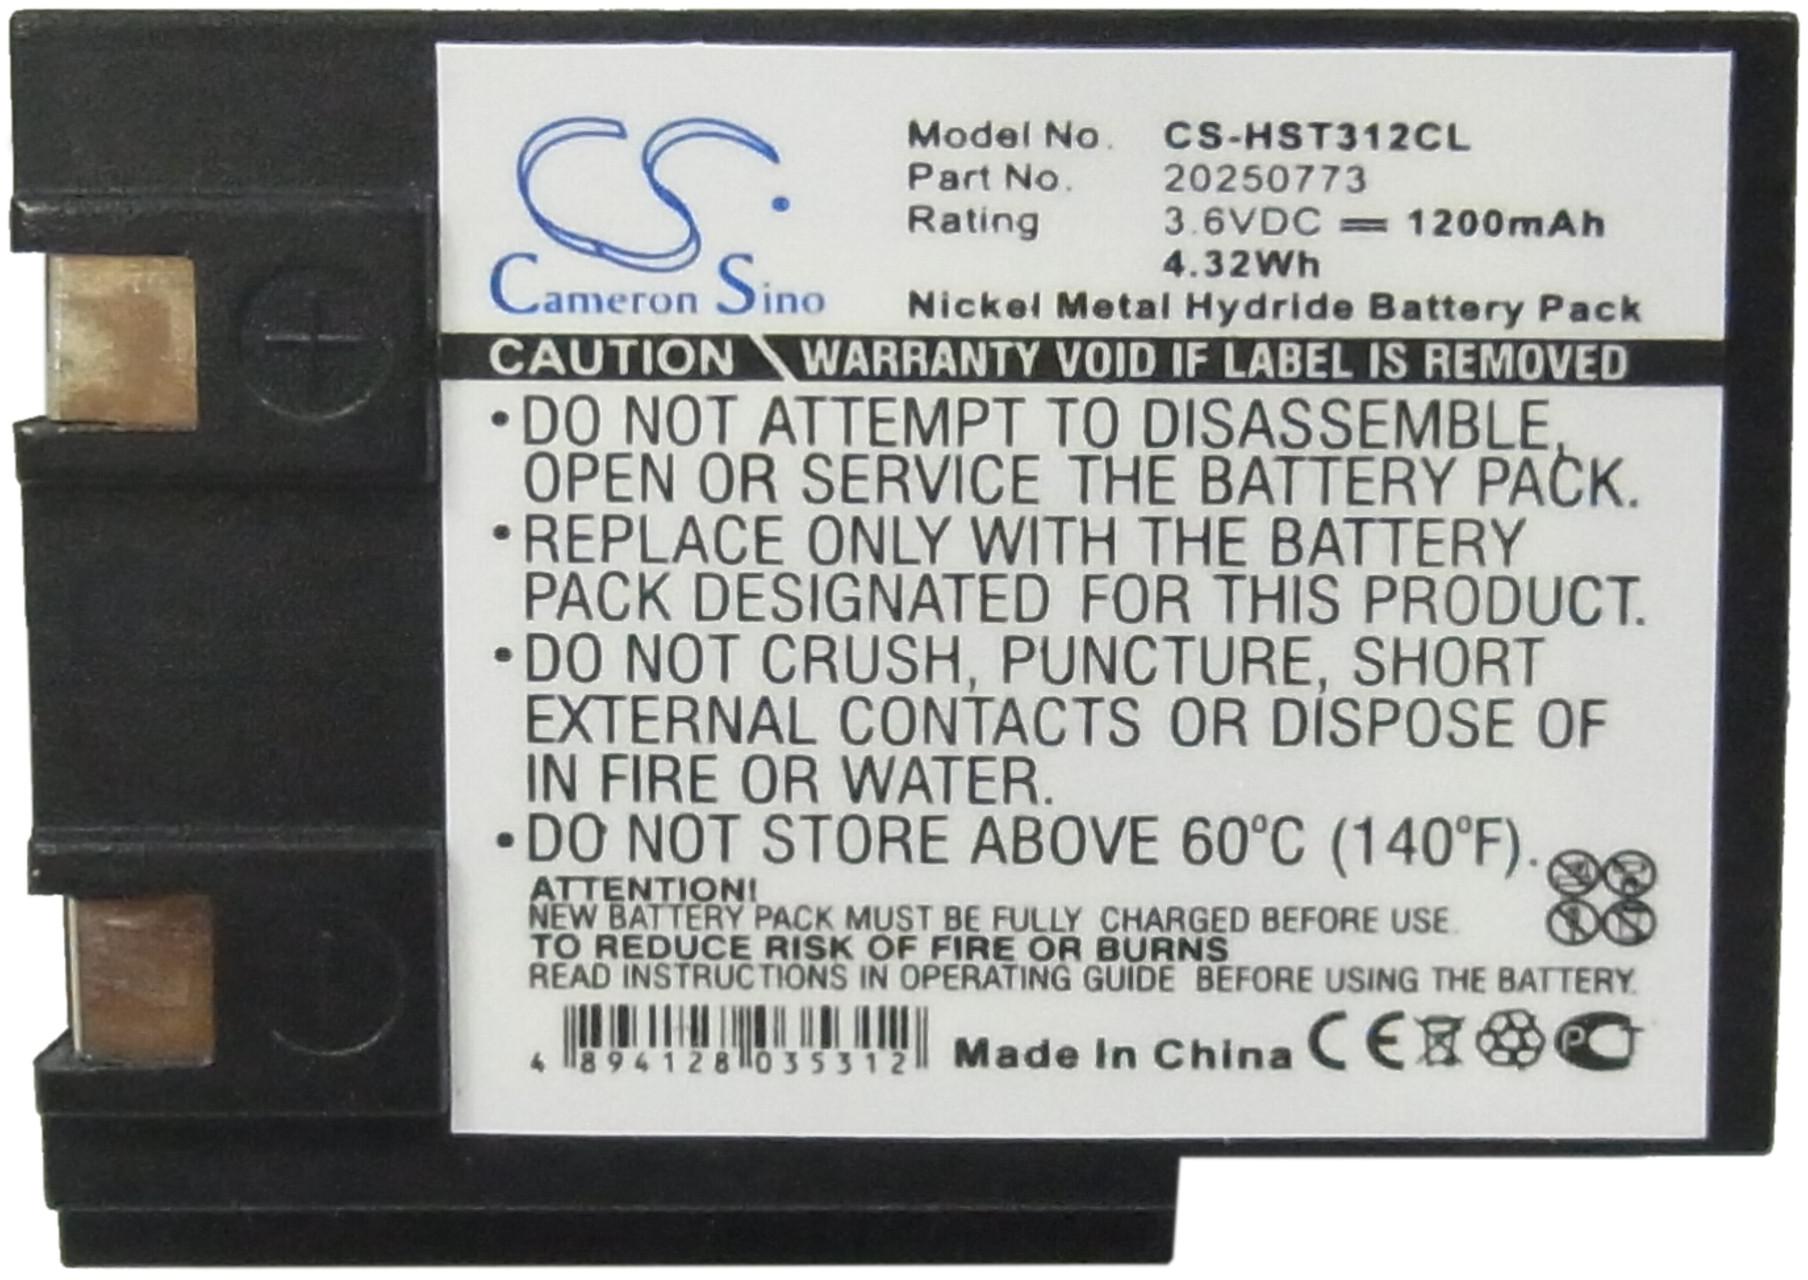 CS
Cameron Sino
Model No. CS-HST312CL
Part No. 20250773
Rating 3.6VDC ⎓ 1200mAh
4.32Wh
Nickel Metal Hydride Battery Pack
CAUTION WARRANTY VOID IF LABEL IS REMOVED
•DO NOT ATTEMPT TO DISASSEMBLE,
OPEN OR SERVICE THE BATTERY PACK.
•REPLACE ONLY WITH THE BATTERY
PACK DESIGNATED FOR THIS PRODUCT.
•DO NOT CRUSH, PUNCTURE, SHORT
EXTERNAL CONTACTS OR DISPOSE OF
IN FIRE OR WATER.
•DO NOT STORE ABOVE 60°C (140°F).
ATTENTION!
NEW BATTERY PACK MUST BE FULLY CHARGED BEFORE USE.
TO REDUCE RISK OF FIRE OR BURNS
READ INSTRUCTIONS IN OPERATING GUIDE BEFORE USING THE BATTERY.
4 894128 035312 Made In China CE PCT